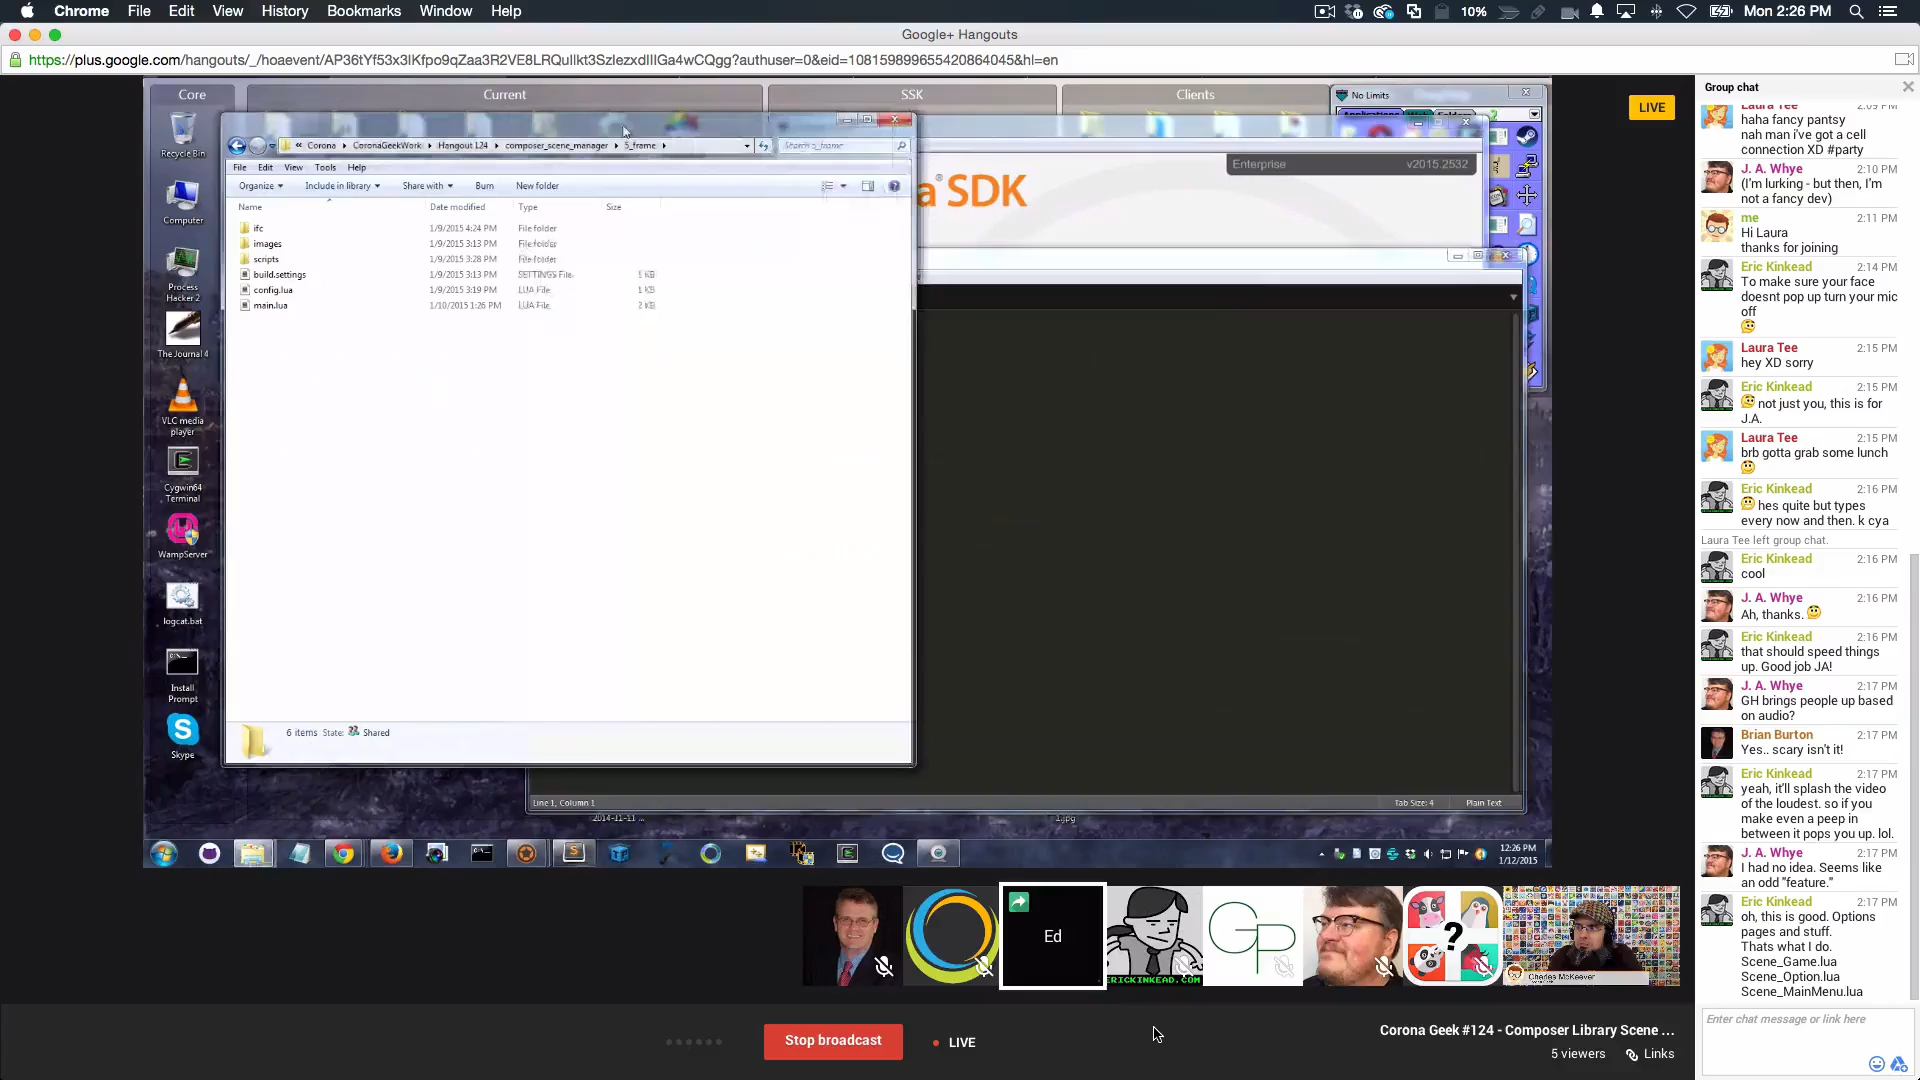 Chrome File Edit View History Bookmarks Window Help
10% Mon 2:26 PM
Google+ Hangouts
https://plus.google.com/hangouts/_/hoaevent/AP36tYf53x3lKfpo9qZaa3R2VE8LRQullkt3SzlezxdlllGa4wCQgg?authuser=0&eid=108159899655420864045&hl=en
Core
Current
SSK
Clients
No Limits
Recycle Bin
Computer
Process
Hacker 2
The Journal 4
VLC media
player
Cygwin64
Terminal
WampServer
logcat.bat
Install
Prompt
Skype
« Corona CoronaGeekWork Hangout 124 composer_scene_manager 5_frame
Search 5_frame
File Edit View Tools Help
Organize Include in library Share with Burn New folder
Name Date modified Type Size
ifc 1/9/2015 4:24 PM File folder
images 1/9/2015 3:13 PM File folder
scripts 1/9/2015 3:28 PM File folder
build.settings 1/9/2015 3:13 PM SETTINGS File 1 KB
config.lua 1/9/2015 3:19 PM LUA File 1 KB
main.lua 1/10/2015 1:26 PM LUA File 2 KB
6 items State: Shared
Enterprise v2015.2532
a® SDK
Line 1, Column 1
Tab Size: 4 Plain Text
2014-11-11 ...
1.jpg
12:26 PM
1/12/2015
LIVE
Group chat
Laura Tee 2:09 PM
haha fancy pantsy
nah man i've got a cell
connection XD #party
J. A. Whye 2:10 PM
(I'm lurking - but then, I'm
not a fancy dev)
me 2:11 PM
Hi Laura
thanks for joining
Eric Kinkead 2:14 PM
To make sure your face
doesnt pop up turn your mic
off
Laura Tee 2:15 PM
hey XD sorry
Eric Kinkead 2:15 PM
not just you, this is for
J.A.
Laura Tee 2:15 PM
brb gotta grab some lunch
Eric Kinkead 2:16 PM
hes quite but types
every now and then. k cya
Laura Tee left group chat.
Eric Kinkead 2:16 PM
cool
J. A. Whye 2:16 PM
Ah, thanks.
Eric Kinkead 2:16 PM
that should speed things
up. Good job JA!
J. A. Whye 2:17 PM
GH brings people up based
on audio?
Brian Burton 2:17 PM
Yes.. scary isn't it!
Eric Kinkead 2:17 PM
yeah, it'll splash the video
of the loudest. so if you
make even a peep in
between it pops you up. lol.
J. A. Whye 2:17 PM
I had no idea. Seems like
an odd "feature."
Eric Kinkead 2:17 PM
oh, this is good. Options
pages and stuff.
Thats what I do.
Scene_Game.lua
Scene_Option.lua
Scene_MainMenu.lua
Enter chat message or link here
Ed
ERICKINKEAD.COM
GP
?
Charles McKeever
Stop broadcast
LIVE
Corona Geek #124 - Composer Library Scene ...
5 viewers Links